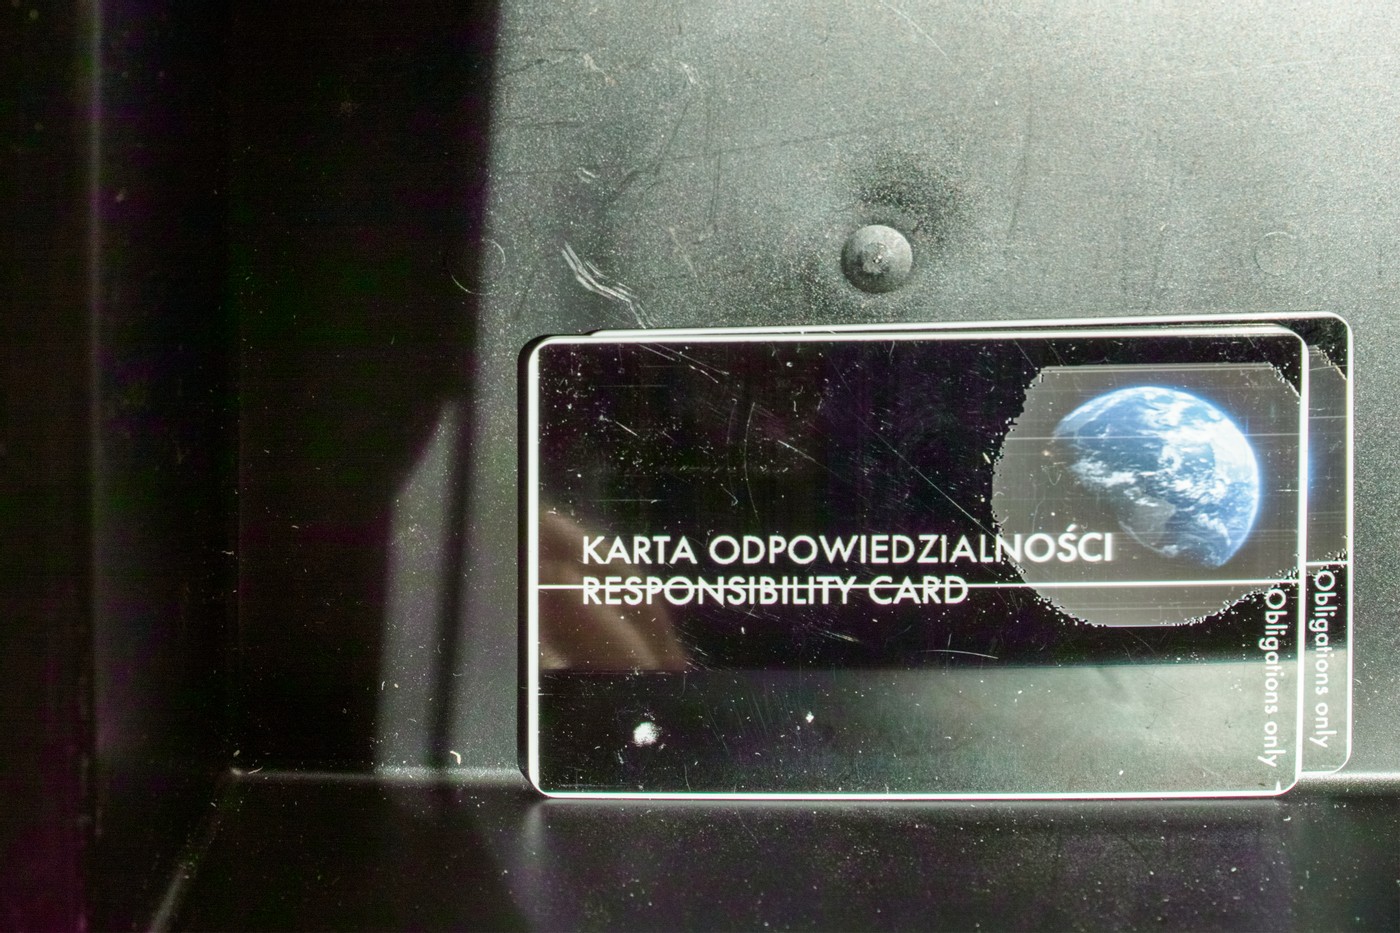 KARTA ODPOWIEDZIALNOŚCI
RESPONSIBILITY CARD
Obligations only
Obligations only